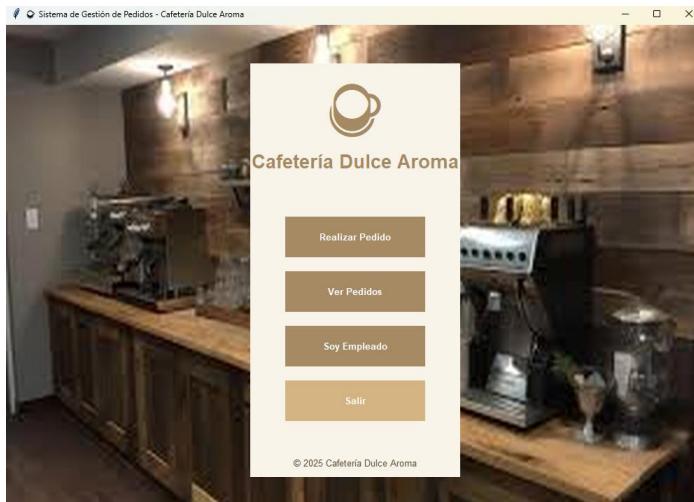 Sistema de Gestión de Pedidos - Cafetería Dulce Aroma
Cafetería Dulce Aroma
Realizar Pedido
Ver Pedidos
Soy Empleado
Salir
© 2025 Cafetería Dulce Aroma